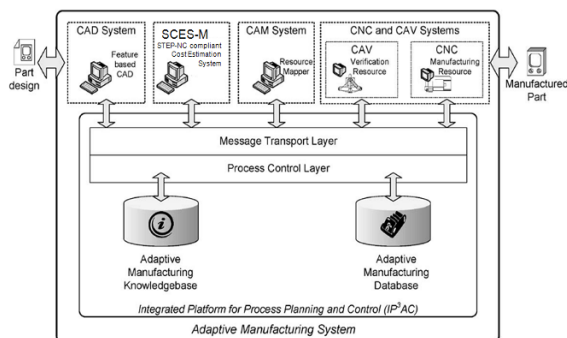 CAD System
Feature
based
CAD
SCES-M
STEP-NC compliant
Cost Estimation
System
CAM System
Resource
Mapper
CNC and CAV Systems
CAV
Verification
Resource
CNC
Manufacturing
Resource
Part
design
Manufactured
Part
Message Transport Layer
Process Control Layer
i
Adaptive
Manufacturing
Knowledgebase
Adaptive
Manufacturing
Database
Integrated Platform for Process Planning and Control (IP³AC)
Adaptive Manufacturing System